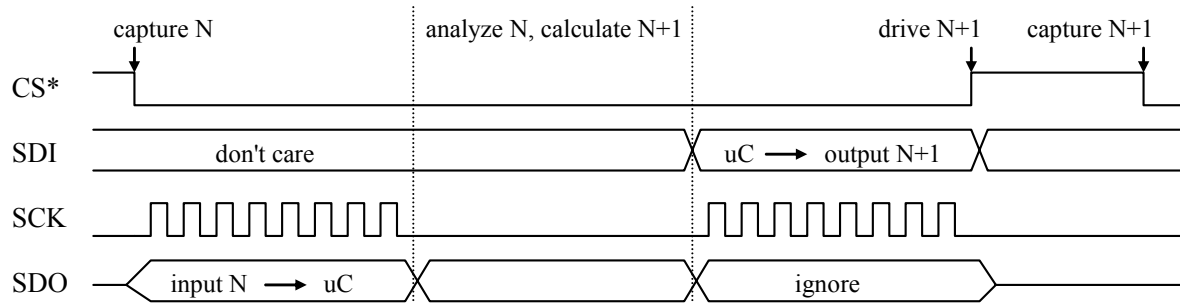 capture N
analyze N, calculate N+1
drive N+1
capture N+1
CS*
SDI
don't care
uC
output N+1
SCK
SDO
input N
uC
ignore